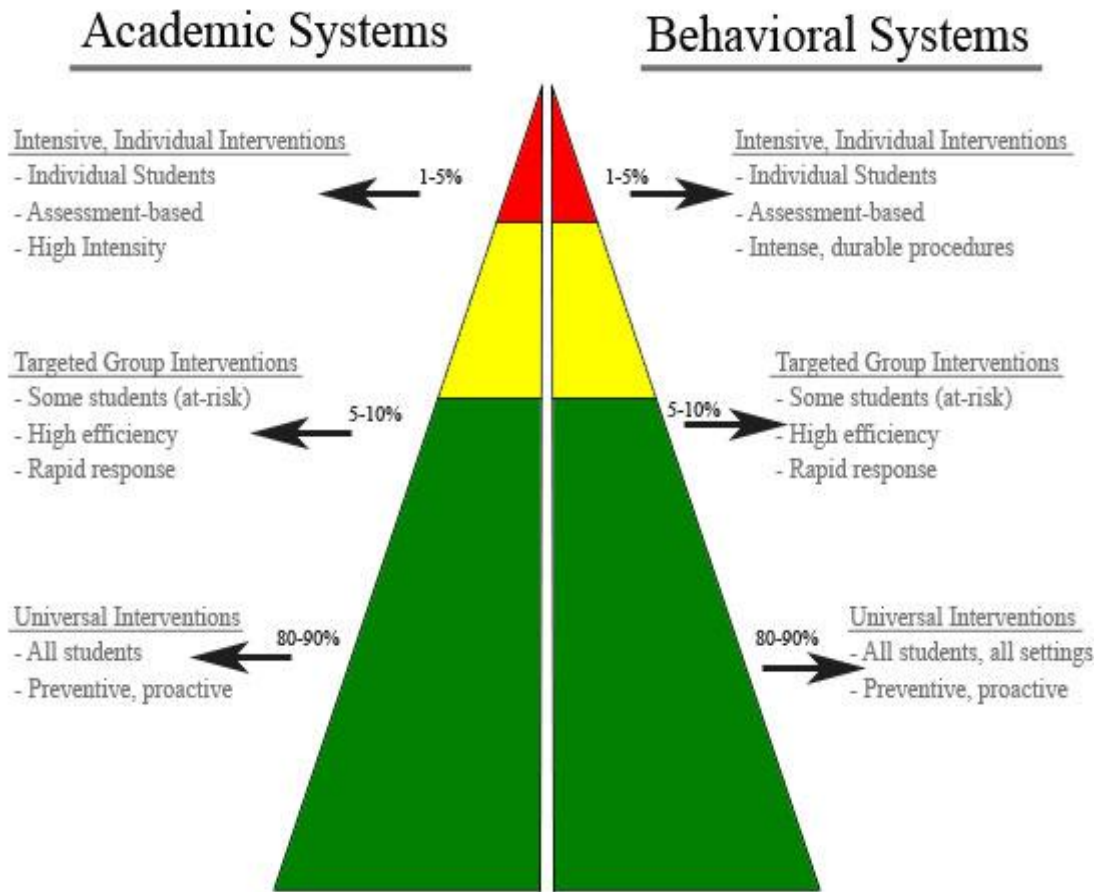 Academic Systems
Intensive, Individual Interventions
- Individual Students
- Assessment-based
- High Intensity
1-5%
Targeted Group Interventions
- Some students (at-risk)
- High efficiency
- Rapid response
5-10%
Universal Interventions
- All students
- Preventive, proactive
80-90%
Behavioral Systems
Intensive, Individual Interventions
- Individual Students
- Assessment-based
- Intense, durable procedures
1-5%
Targeted Group Interventions
- Some students (at-risk)
- High efficiency
- Rapid response
5-10%
Universal Interventions
- All students, all settings
- Preventive, proactive
80-90%